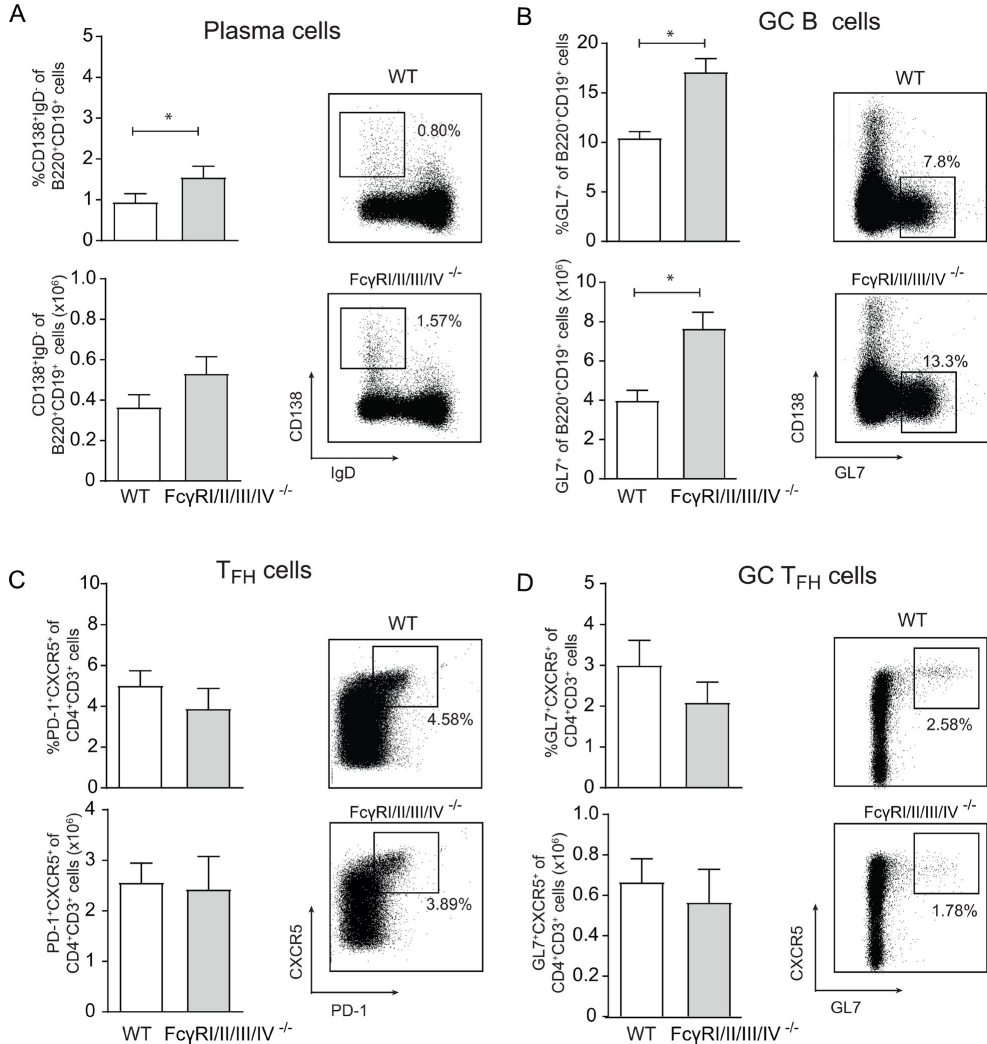 A
Plasma cells
%CD138⁺IgD⁻ of
B220⁺CD19⁺ cells
5
4
3
2
1
0
*
WT
0.80%
CD138⁺IgD⁻ of
B220⁺CD19⁺ cells (x10⁶)
1.0
0.8
0.6
0.4
0.2
0
WT
FcγRI/II/III/IV -/-
FcγRI/II/III/IV -/-
1.57%
CD138
IgD
B
GC B cells
%GL7⁺ of B220⁺CD19⁺ cells
20
15
10
5
0
*
WT
7.8%
GL7⁺ of B220⁺CD19⁺ cells (x10⁶)
10
8
6
4
2
0
*
WT
FcγRI/II/III/IV -/-
FcγRI/II/III/IV -/-
13.3%
CD138
GL7
C
TFH cells
%PD-1⁺CXCR5⁺ of
CD4⁺CD3⁺ cells
10
8
6
4
2
0
WT
4.58%
PD-1⁺CXCR5⁺ of
CD4⁺CD3⁺ cells (x10⁶)
4
3
2
1
0
WT
FcγRI/II/III/IV -/-
FcγRI/II/III/IV -/-
3.89%
CXCR5
PD-1
D
GC TFH cells
%GL7⁺CXCR5⁺ of
CD4⁺CD3⁺ cells
5
4
3
2
1
0
WT
2.58%
GL7⁺CXCR5⁺ of
CD4⁺CD3⁺ cells (x10⁶)
1.0
0.8
0.6
0.4
0.2
0
WT
FcγRI/II/III/IV -/-
FcγRI/II/III/IV -/-
1.78%
CXCR5
GL7